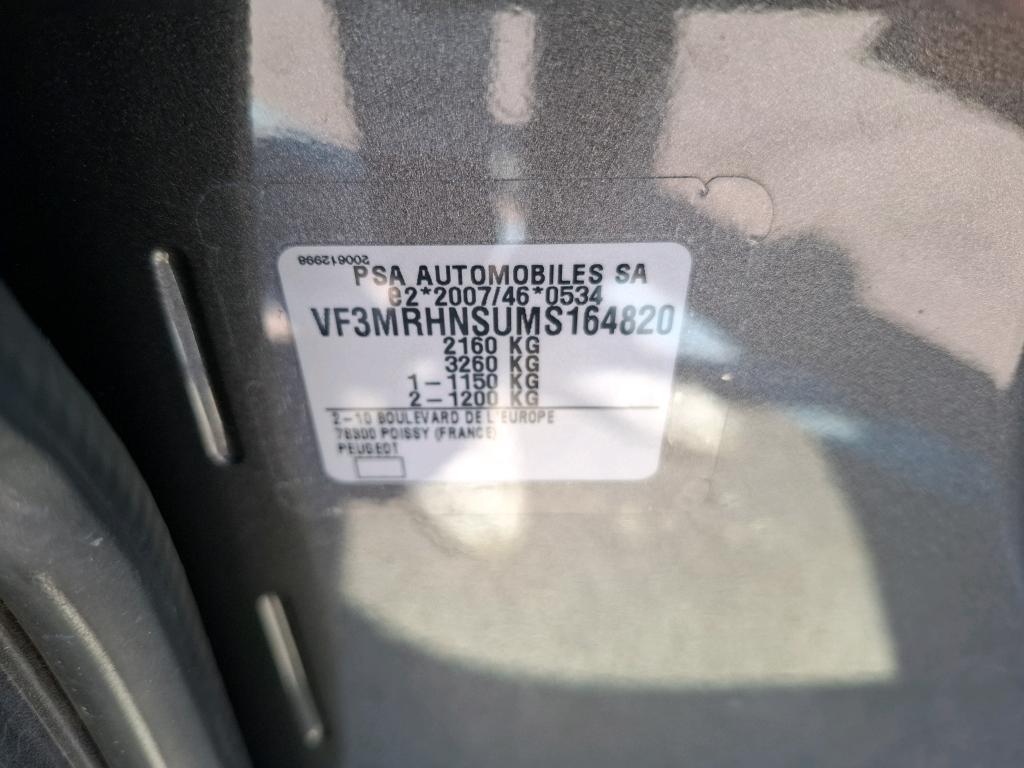 200612998
PSA AUTOMOBILES SA
e2*2007/46*0534
VF3MRHNSUMS164820
2160 KG
3260 KG
1-1150 KG
2-1200 KG
2-10 BOULEVARD DE L'EUROPE
78300 POISSY (FRANCE)
PEUGEOT